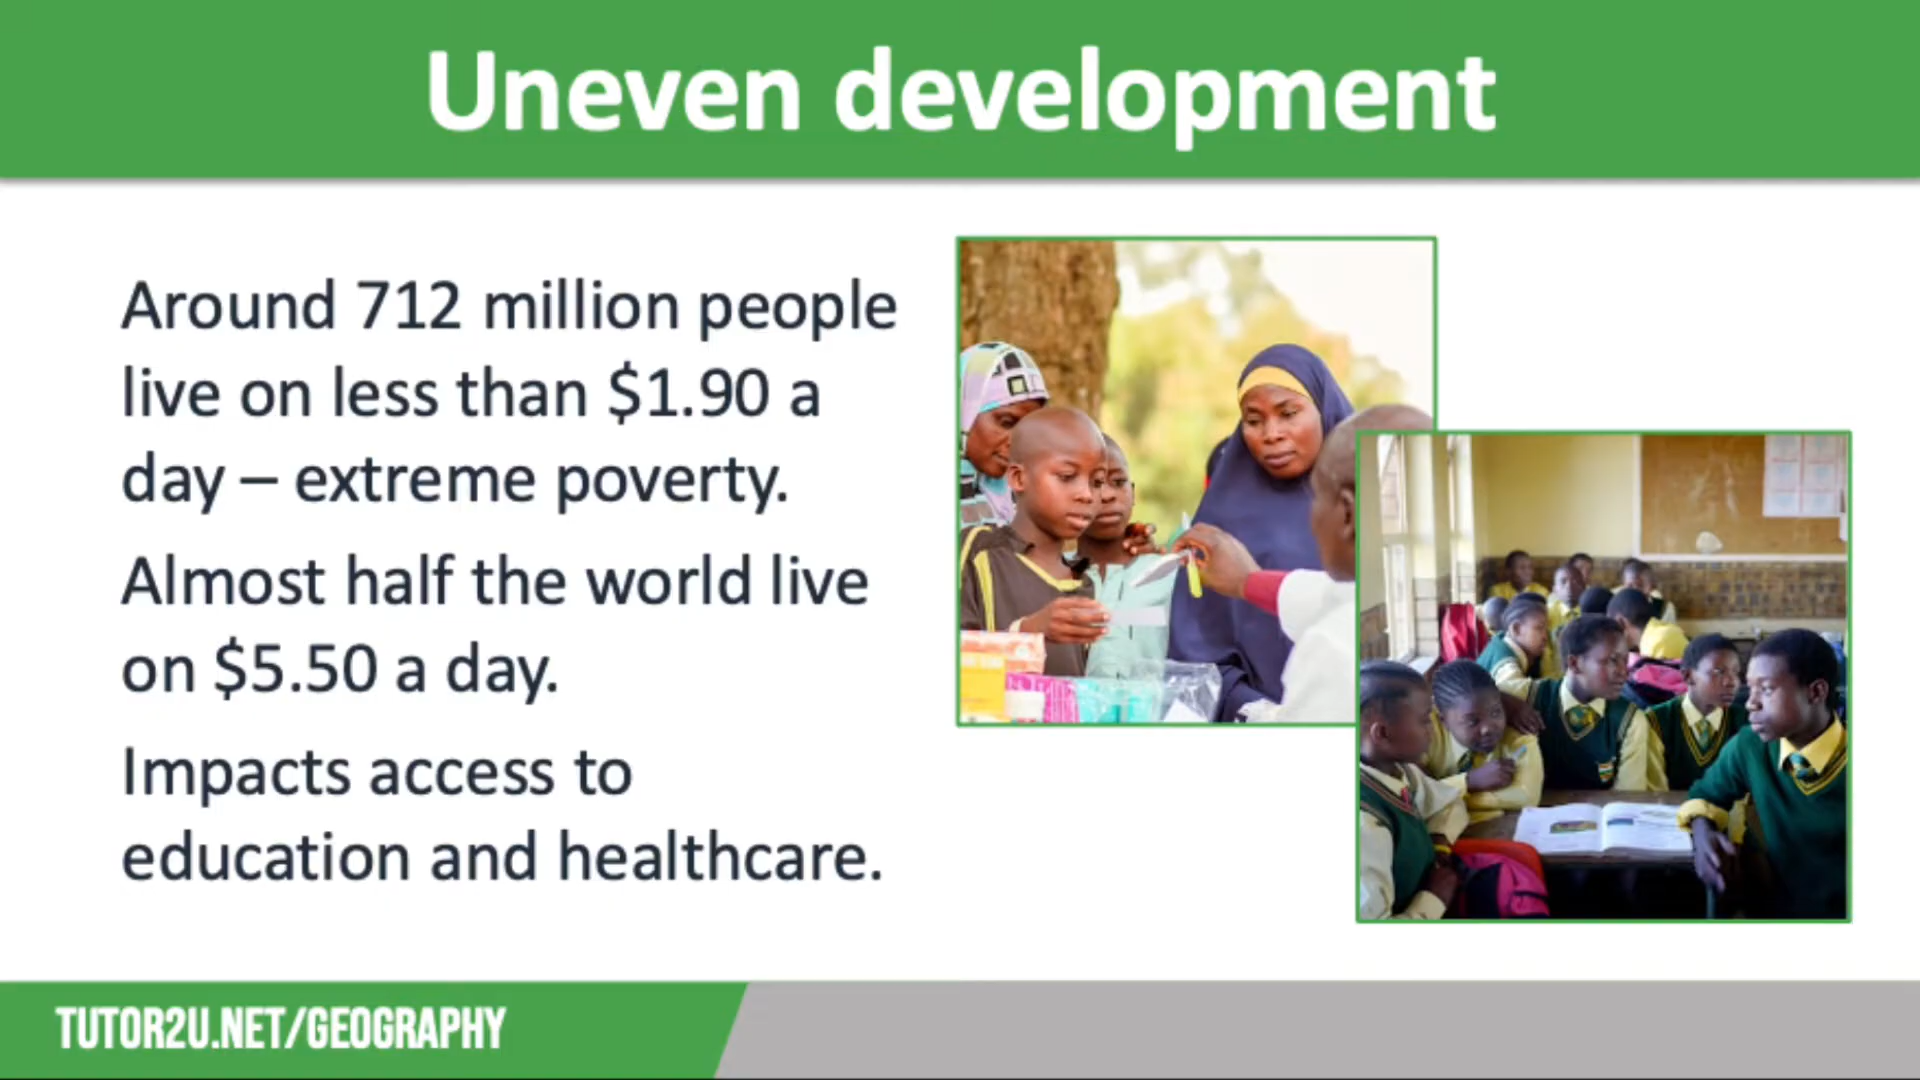 Uneven development
Around 712 million people
live on less than $1.90 a
day – extreme poverty.
Almost half the world live
on $5.50 a day.
Impacts access to
education and healthcare.
TUTOR2U.NET/GEOGRAPHY